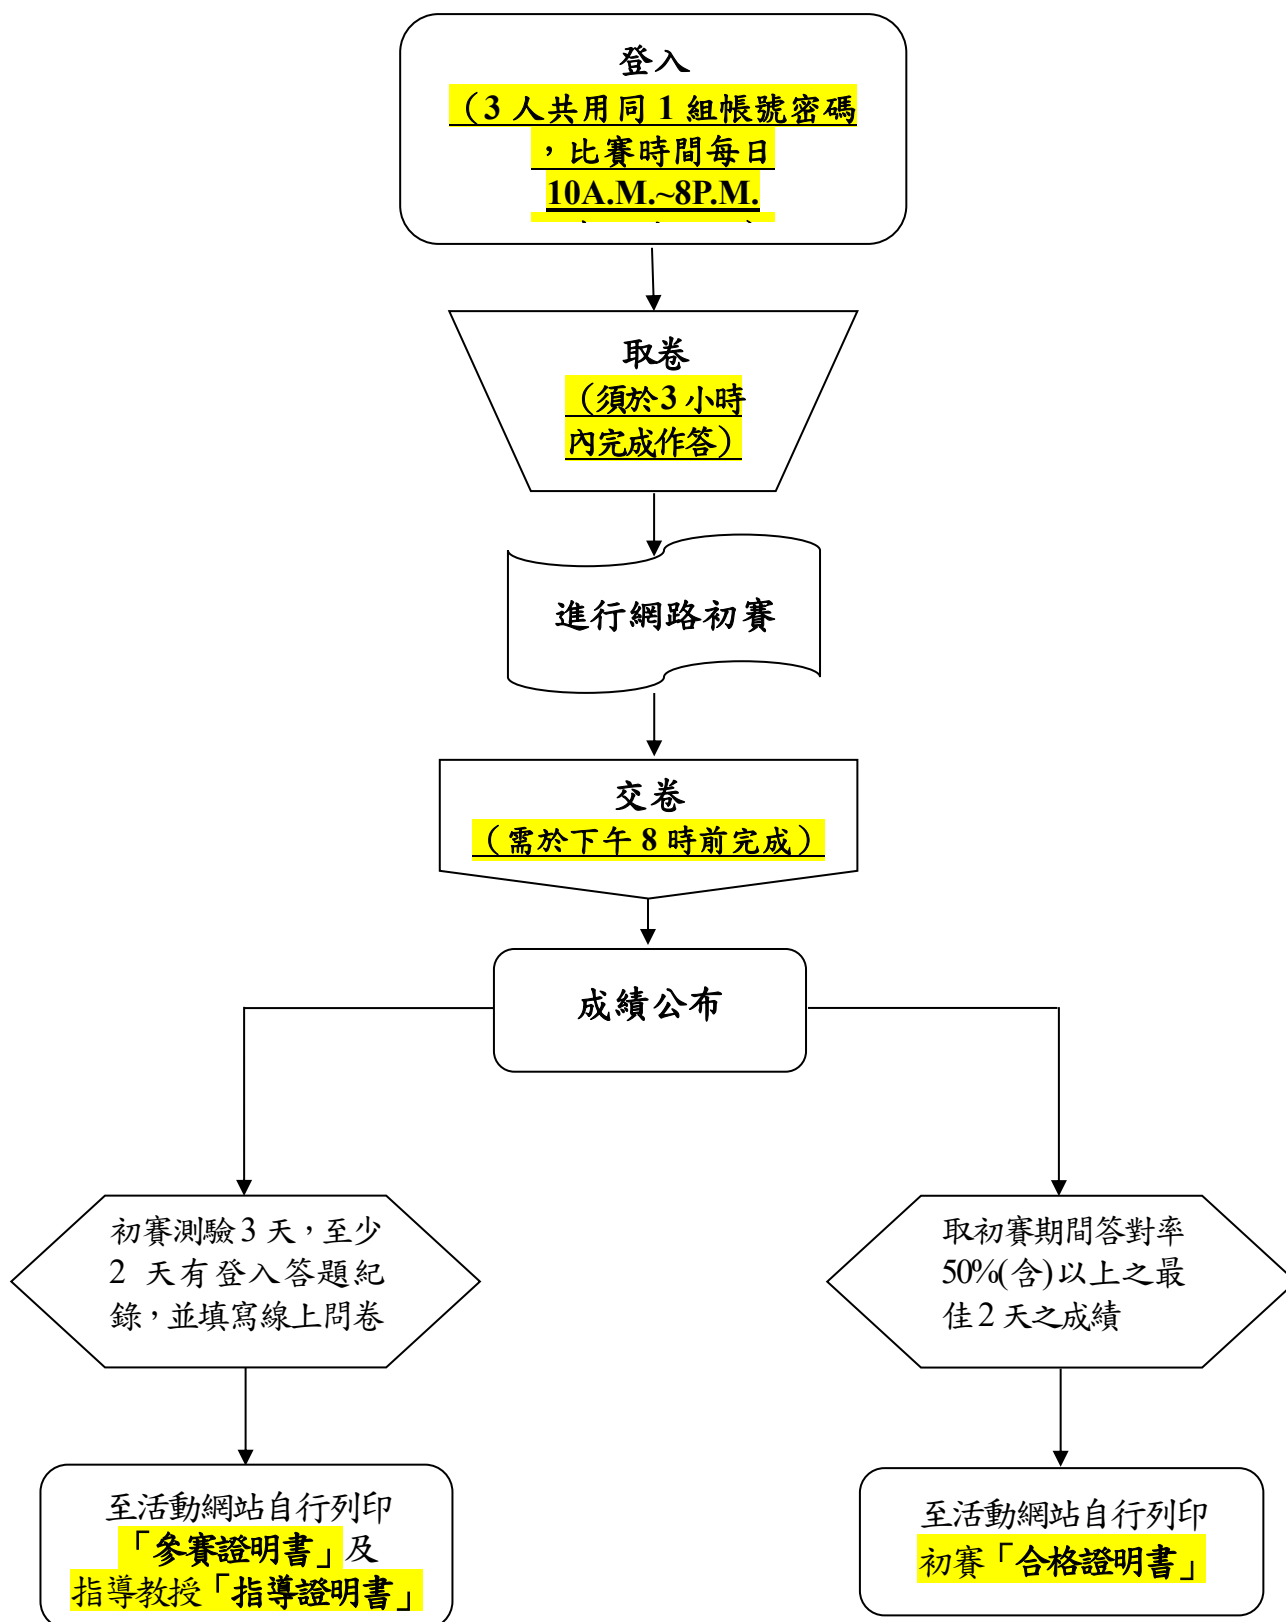 登入
（3 人共用同 1 組帳號密碼
，比賽時間每日
10A.M.~8P.M.
取卷
（須於3 小時
內完成作答）
進行網路初賽
交卷
（需於下午 8 時前完成）
成績公布
初賽測驗3 天，至少
2 天有登入答題紀
錄，並填寫線上問卷
取初賽期間答對率
50%(含)以上之最
佳2 天之成績
至活動網站自行列印
「參賽證明書」及
指導教授「指導證明書」
至活動網站自行列印
初賽「合格證明書」